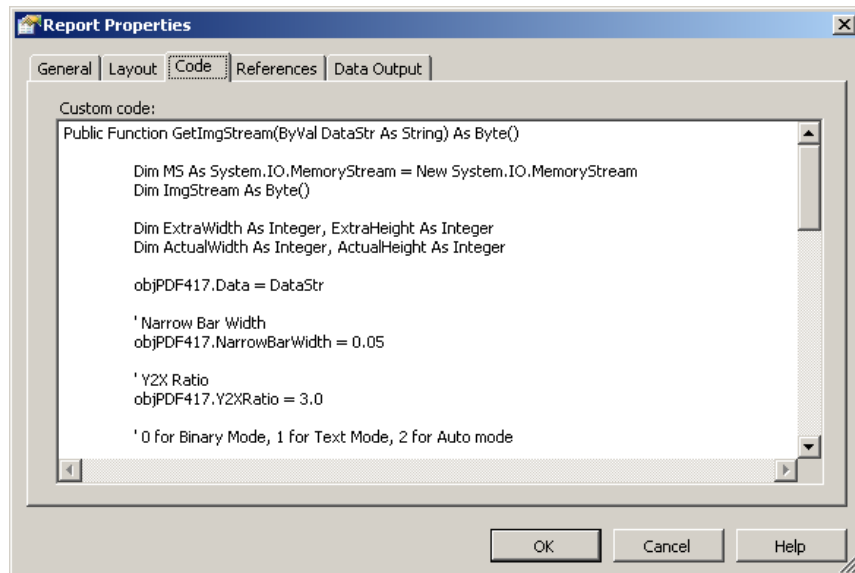 Report Properties
General Layout Code References Data Output
Custom code:
Public Function GetImgStream(ByVal DataStr As String) As Byte()
Dim MS As System.IO.MemoryStream = New System.IO.MemoryStream
Dim ImgStream As Byte()
Dim ExtraWidth As Integer, ExtraHeight As Integer
Dim ActualWidth As Integer, ActualHeight As Integer
objPDF417.Data = DataStr
' Narrow Bar Width
objPDF417.NarrowBarWidth = 0.05
' Y2X Ratio
objPDF417.Y2XRatio = 3.0
' 0 for Binary Mode, 1 for Text Mode, 2 for Auto mode
OK Cancel Help